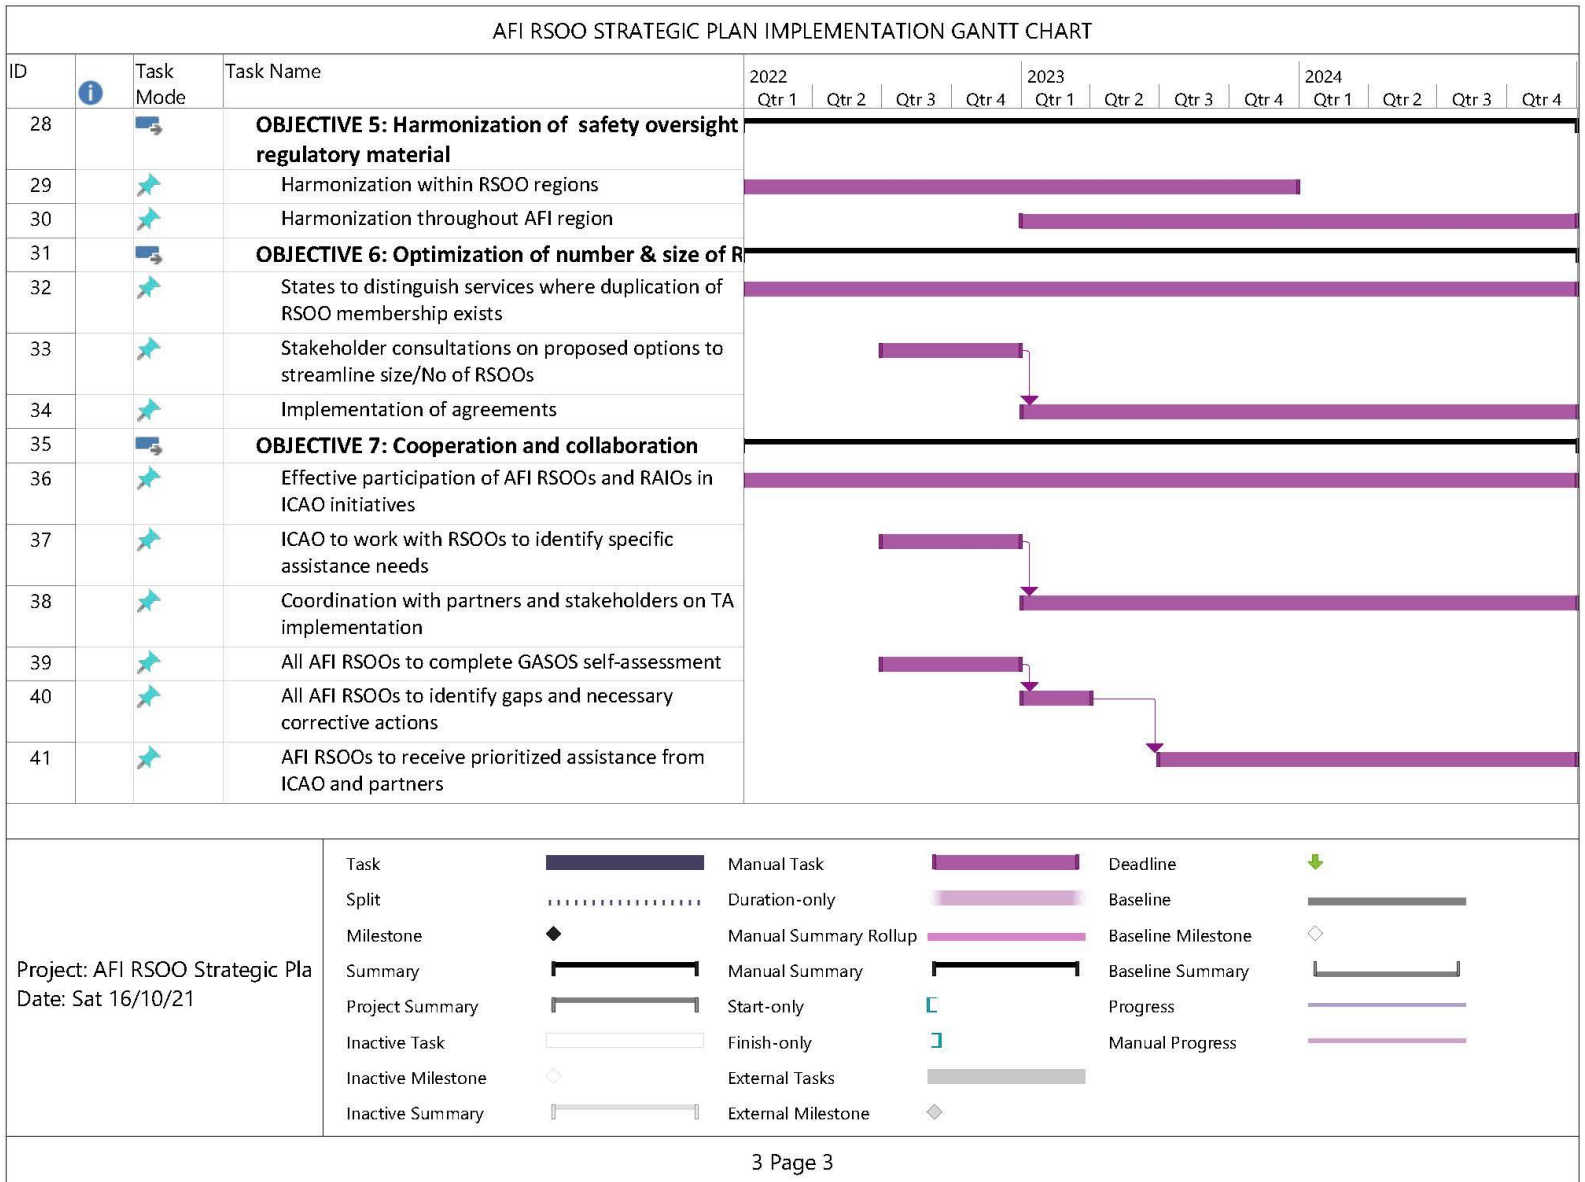 AFI RSOO STRATEGIC PLAN IMPLEMENTATION GANTT CHART
ID
Task Mode
Task Name
2022
2023
2024
Qtr 1 Qtr 2 Qtr 3 Qtr 4 Qtr 1 Qtr 2 Qtr 3 Qtr 4 Qtr 1 Qtr 2 Qtr 3 Qtr 4
28 OBJECTIVE 5: Harmonization of safety oversight
regulatory material
29 Harmonization within RSOO regions
30 Harmonization throughout AFI region
31 OBJECTIVE 6: Optimization of number & size of R
32 States to distinguish services where duplication of
RSOO membership exists
33 Stakeholder consultations on proposed options to
streamline size/No of RSOOs
34 Implementation of agreements
35 OBJECTIVE 7: Cooperation and collaboration
36 Effective participation of AFI RSOOs and RAIOs in
ICAO initiatives
37 ICAO to work with RSOOs to identify specific
assistance needs
38 Coordination with partners and stakeholders on TA
implementation
39 All AFI RSOOs to complete GASOS self-assessment
40 All AFI RSOOs to identify gaps and necessary
corrective actions
41 AFI RSOOs to receive prioritized assistance from
ICAO and partners
Project: AFI RSOO Strategic Pla
Date: Sat 16/10/21
Task
Split
Milestone
Summary
Project Summary
Inactive Task
Inactive Milestone
Inactive Summary
Manual Task
Duration-only
Manual Summary Rollup
Manual Summary
Start-only
Finish-only
External Tasks
External Milestone
Deadline
Baseline
Baseline Milestone
Baseline Summary
Progress
Manual Progress
3 Page 3